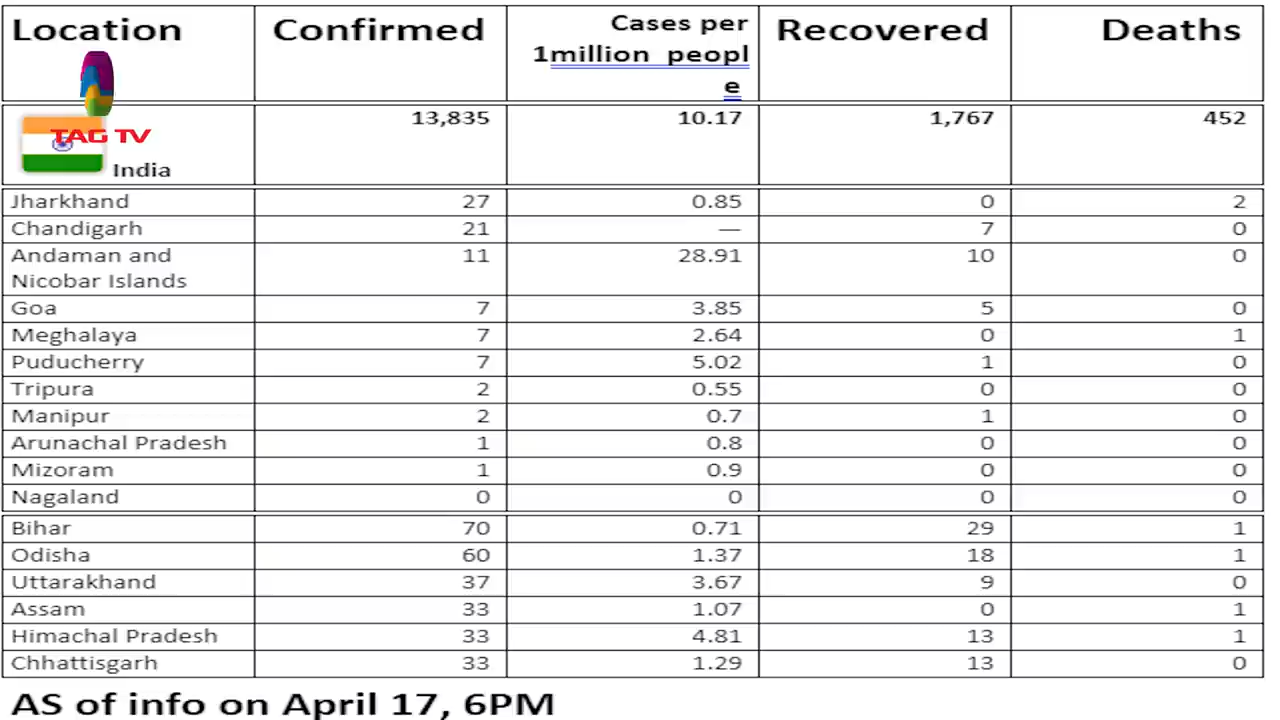 Location Confirmed Cases per 1million people Recovered Deaths
TAG TV
India 13,835 10.17 1,767 452
Jharkhand 27 0.85 0 2
Chandigarh 21 — 7 0
Andaman and Nicobar Islands 11 28.91 10 0
Goa 7 3.85 5 0
Meghalaya 7 2.64 0 1
Puducherry 7 5.02 1 0
Tripura 2 0.55 0 0
Manipur 2 0.7 1 0
Arunachal Pradesh 1 0.8 0 0
Mizoram 1 0.9 0 0
Nagaland 0 0 0 0
Bihar 70 0.71 29 1
Odisha 60 1.37 18 1
Uttarakhand 37 3.67 9 0
Assam 33 1.07 0 1
Himachal Pradesh 33 4.81 13 1
Chhattisgarh 33 1.29 13 0
AS of info on April 17, 6PM